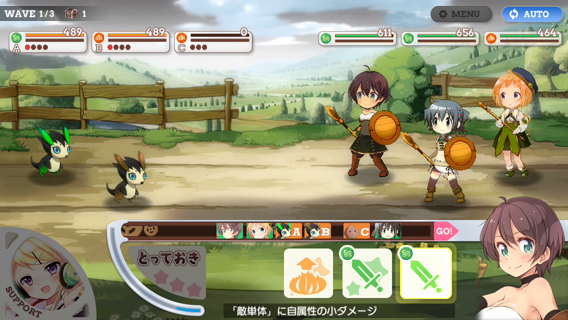 WAVE 1/3 1
MENU
AUTO
489
489
0
611
656
464
A
B
C
A
B
C
GO!
とっておき
SUPPORT
「敵単体」に自属性の小ダメージ